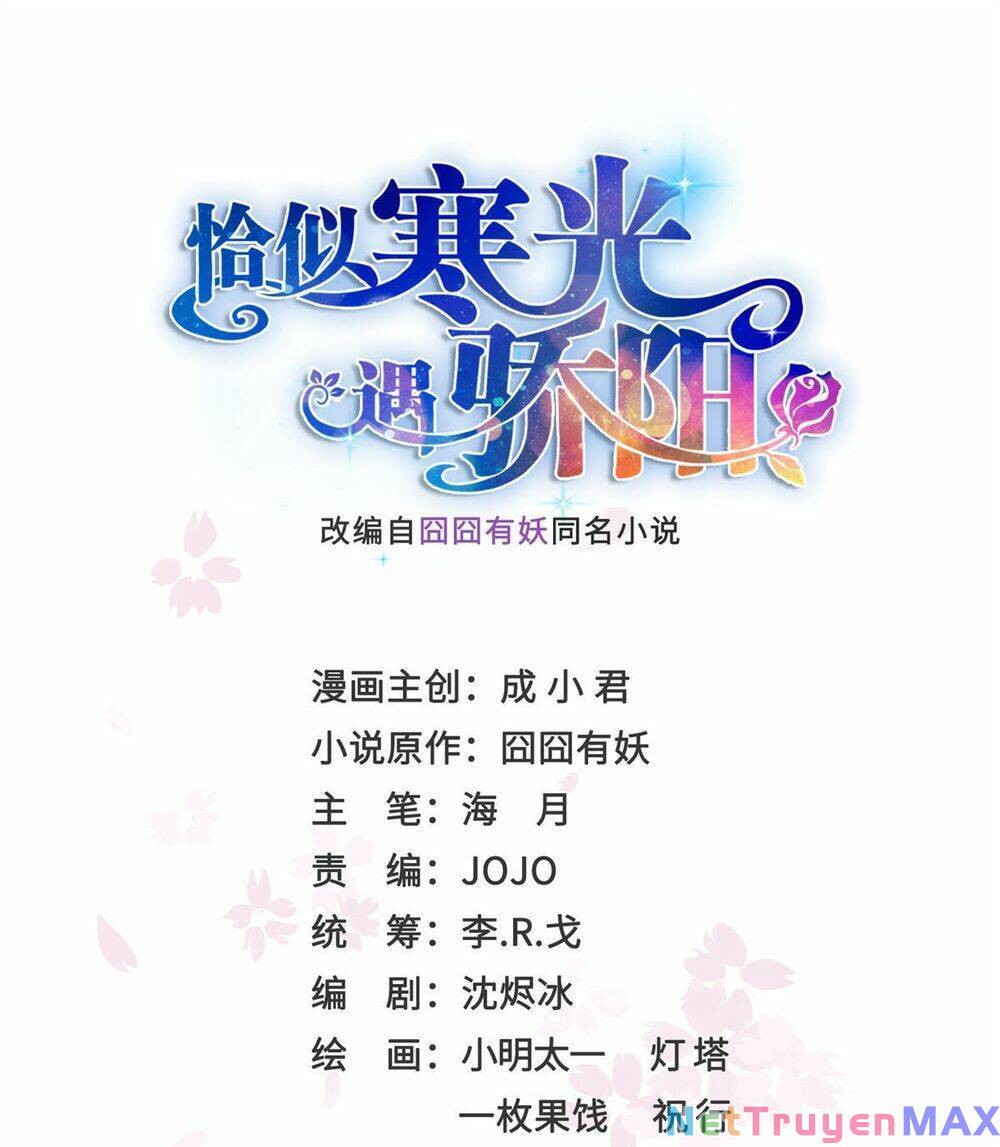 恰似寒光
遇骄阳
改编自囧囧有妖同名小说
漫画主创：成小君
小说原作：囧囧有妖
主 笔：海 月
责 编：JOJO
统 筹：李.R.戈
编 剧：沈烬冰
绘 画：小明太一 灯塔
一枚果饯 祝行
NetTruyenMAX